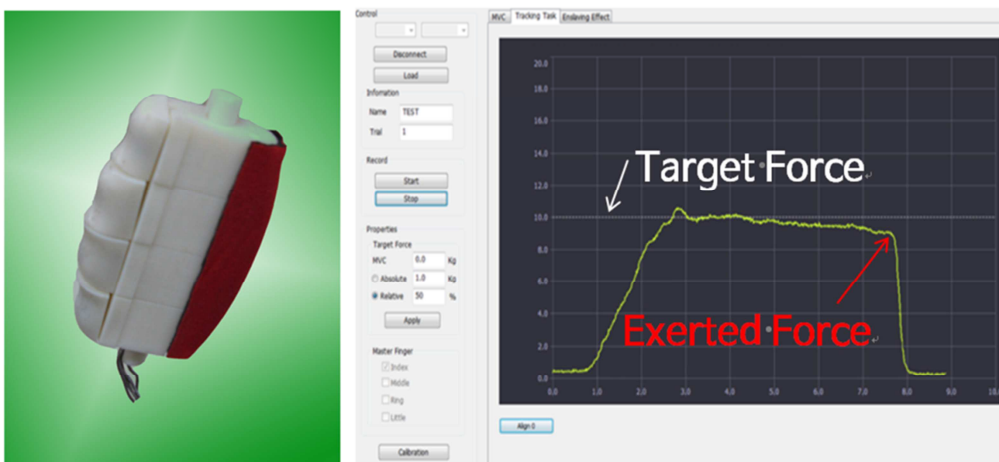 Control
Disconnect
Load
Infomation
Name TEST
Trial 1
Record
Start
Stop
Properties
Target Force
MVC 0.0 Kg
Absolute 1.0 Kg
Relative 50 %
Apply
Master Finger
Index
Middle
Ring
Little
Calibration
MVC Tracking Task Enslaving Effect
20.0
18.0
16.0
14.0
12.0
10.0
8.0
6.0
4.0
2.0
0.0
Target Force
Exerted Force
0.0 1.0 2.0 3.0 4.0 5.0 6.0 7.0 8.0 9.0 10.
Align 0